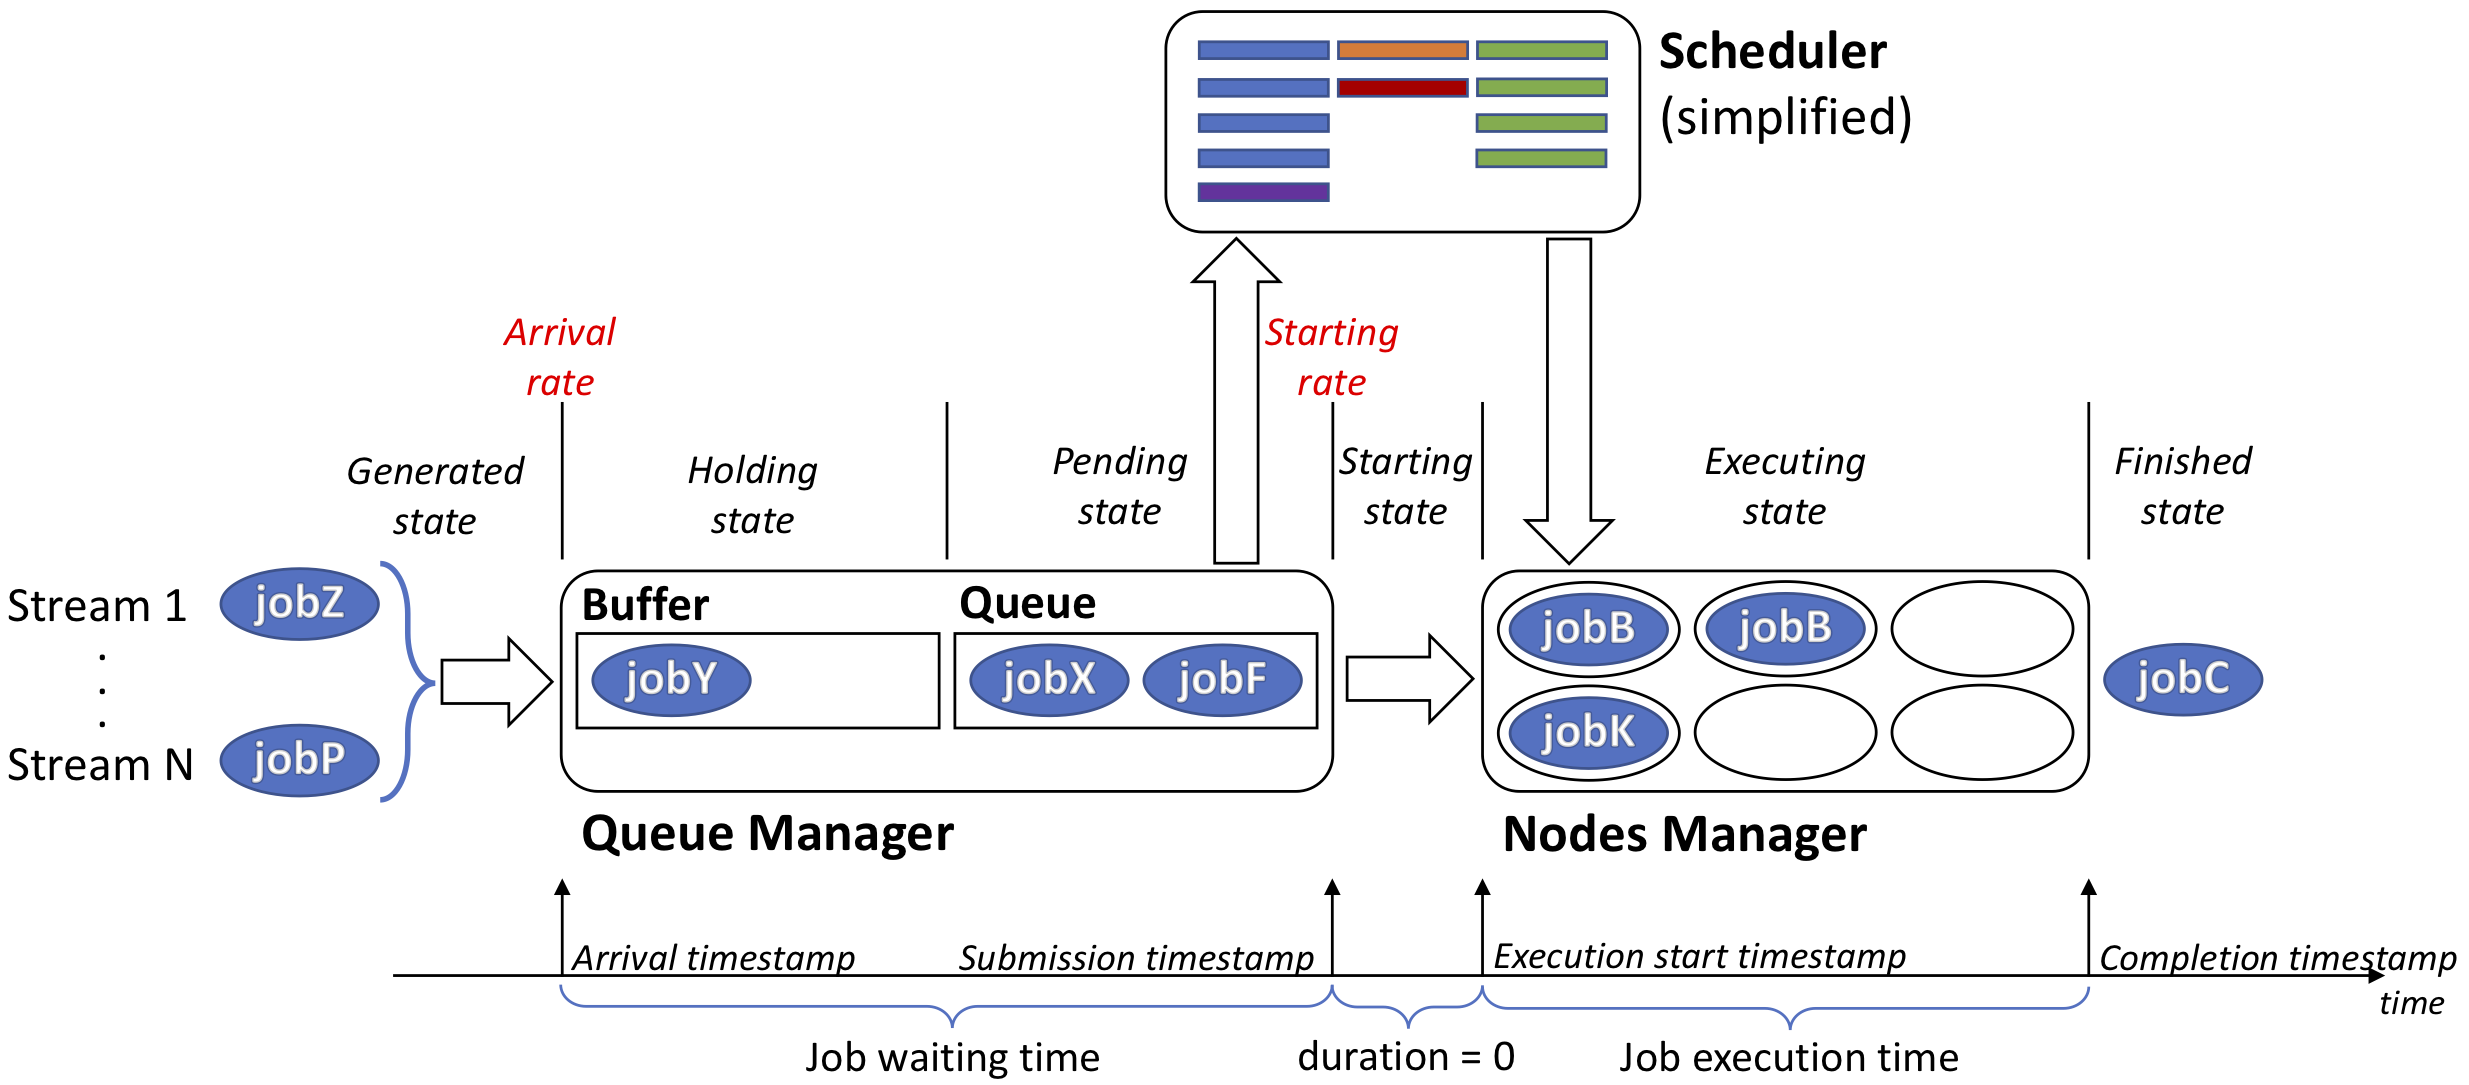 Scheduler
(simplified)
Arrival
rate
Starting
rate
Generated
state
Holding
state
Pending
state
Starting
state
Executing
state
Finished
state
Stream 1
jobZ
.
.
.
Stream N
jobP
Buffer
jobY
Queue
jobX
jobF
jobB
jobB
jobK
jobC
Queue Manager
Nodes Manager
Arrival timestamp
Submission timestamp
Execution start timestamp
Completion timestamp
time
Job waiting time
duration = 0
Job execution time